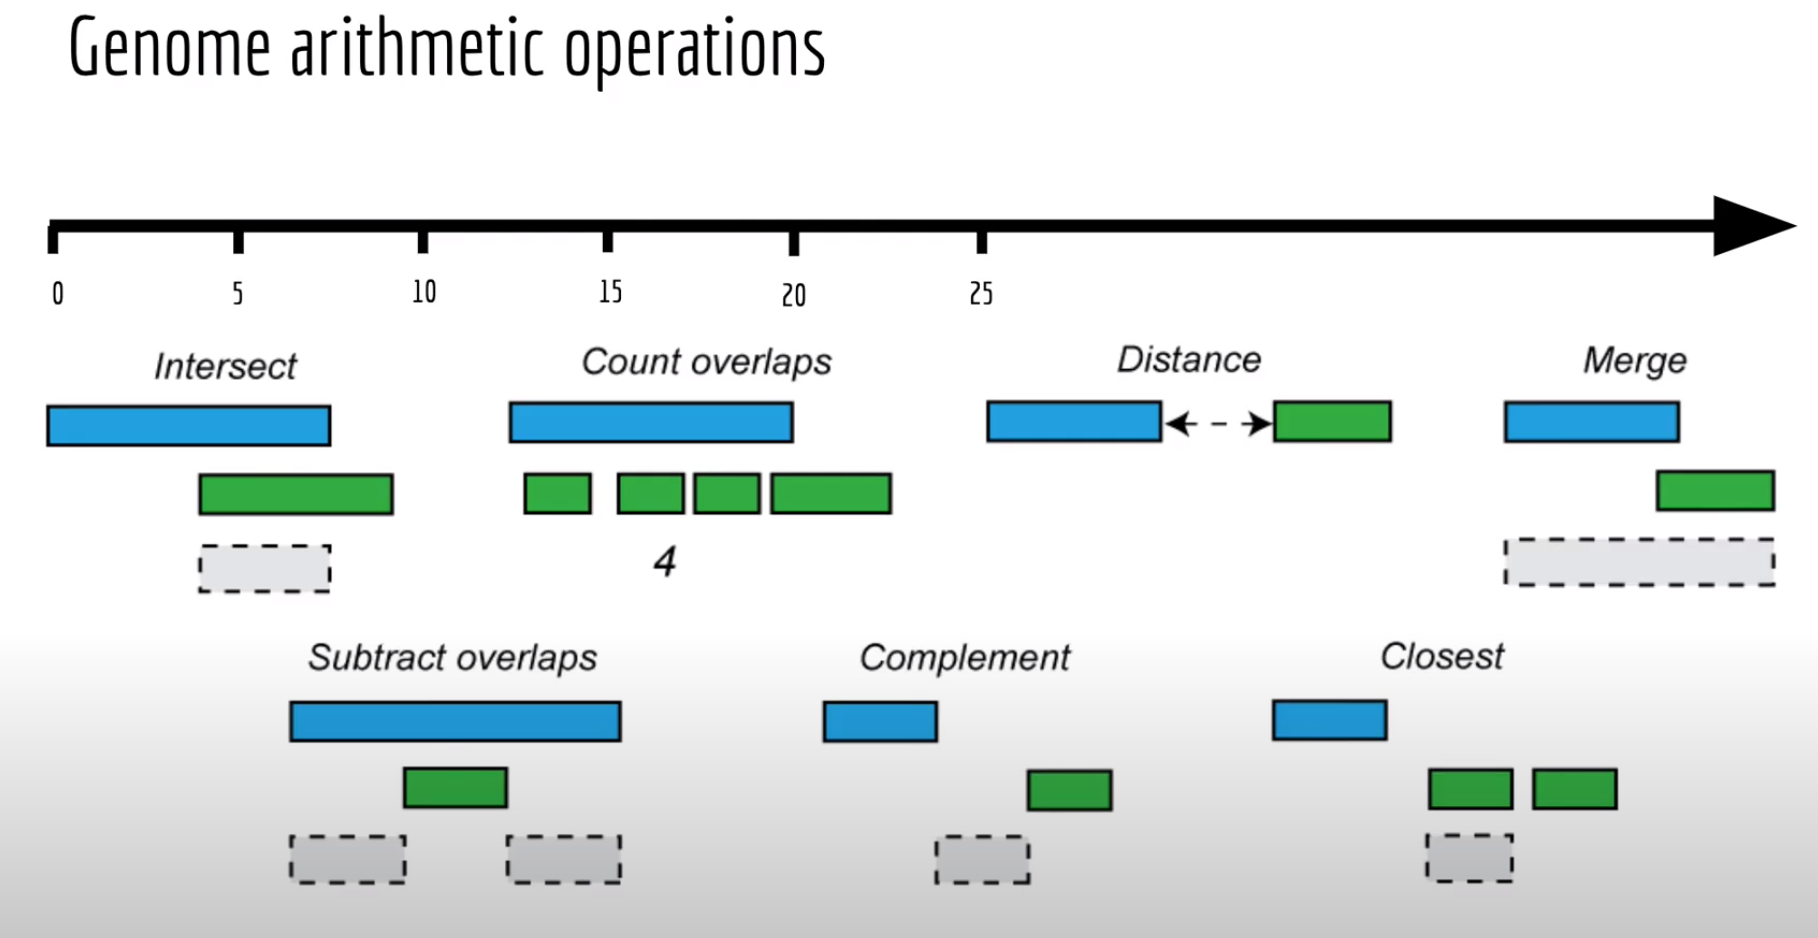 Genome arithmetic operations
0 5 10 15 20 25
Intersect Count overlaps Distance Merge
4
Subtract overlaps Complement Closest